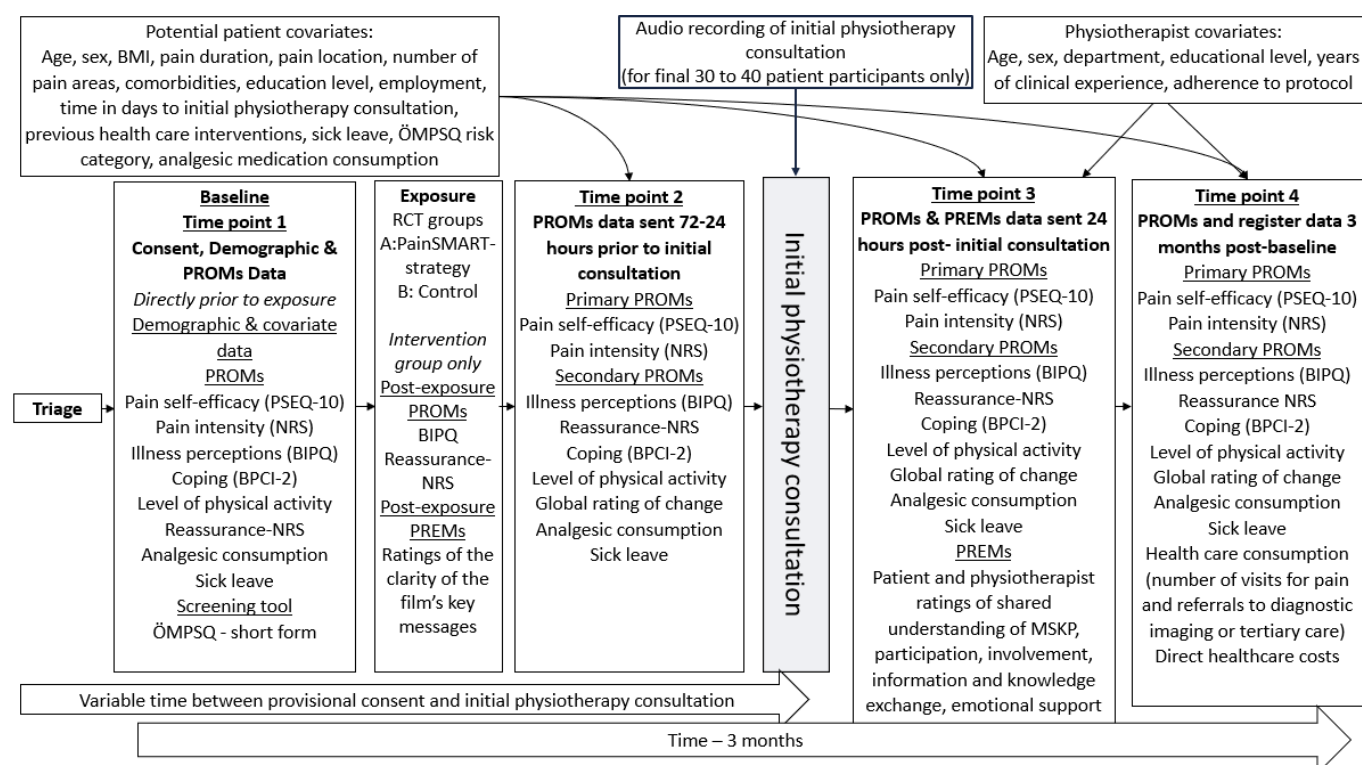 Potential patient covariates:
Age, sex, BMI, pain duration, pain location, number of
pain areas, comorbidities, education level, employment,
time in days to initial physiotherapy consultation,
previous health care interventions, sick leave, ÖMPSQ risk
category, analgesic medication consumption
Audio recording of initial physiotherapy
consultation
(for final 30 to 40 patient participants only)
Physiotherapist covariates:
Age, sex, department, educational level, years
of clinical experience, adherence to protocol
Triage
Baseline
Time point 1
Consent, Demographic &
PROMs Data
Directly prior to exposure
Demographic & covariate
data
PROMs
Pain self-efficacy (PSEQ-10)
Pain intensity (NRS)
Illness perceptions (BIPQ)
Coping (BPCI-2)
Level of physical activity
Reassurance-NRS
Analgesic consumption
Sick leave
Screening tool
ÖMPSQ - short form
Exposure
RCT groups
A:PainSMART-
strategy
B: Control
Intervention
group only
Post-exposure
PROMs
BIPQ
Reassurance-
NRS
Post-exposure
PREMs
Ratings of the
clarity of the
film's key
messages
Time point 2
PROMs data sent 72-24
hours prior to initial
consultation
Primary PROMs
Pain self-efficacy (PSEQ-10)
Pain intensity (NRS)
Secondary PROMs
Illness perceptions (BIPQ)
Reassurance-NRS
Coping (BPCI-2)
Level of physical activity
Global rating of change
Analgesic consumption
Sick leave
Initial physiotherapy consultation
Time point 3
PROMs & PREMs data sent 24
hours post- initial consultation
Primary PROMs
Pain self-efficacy (PSEQ-10)
Pain intensity (NRS)
Secondary PROMs
Illness perceptions (BIPQ)
Reassurance-NRS
Coping (BPCI-2)
Level of physical activity
Global rating of change
Analgesic consumption
Sick leave
PREMs
Patient and physiotherapist
ratings of shared
understanding of MSKP,
participation, involvement,
information and knowledge
exchange, emotional support
Time point 4
PROMs and register data 3
months post-baseline
Primary PROMs
Pain self-efficacy (PSEQ-10)
Pain intensity (NRS)
Secondary PROMs
Illness perceptions (BIPQ)
Reassurance NRS
Coping (BPCI-2)
Level of physical activity
Global rating of change
Analgesic consumption
Sick leave
Health care consumption
(number of visits for pain
and referrals to diagnostic
imaging or tertiary care)
Direct healthcare costs
Variable time between provisional consent and initial physiotherapy consultation
Time – 3 months